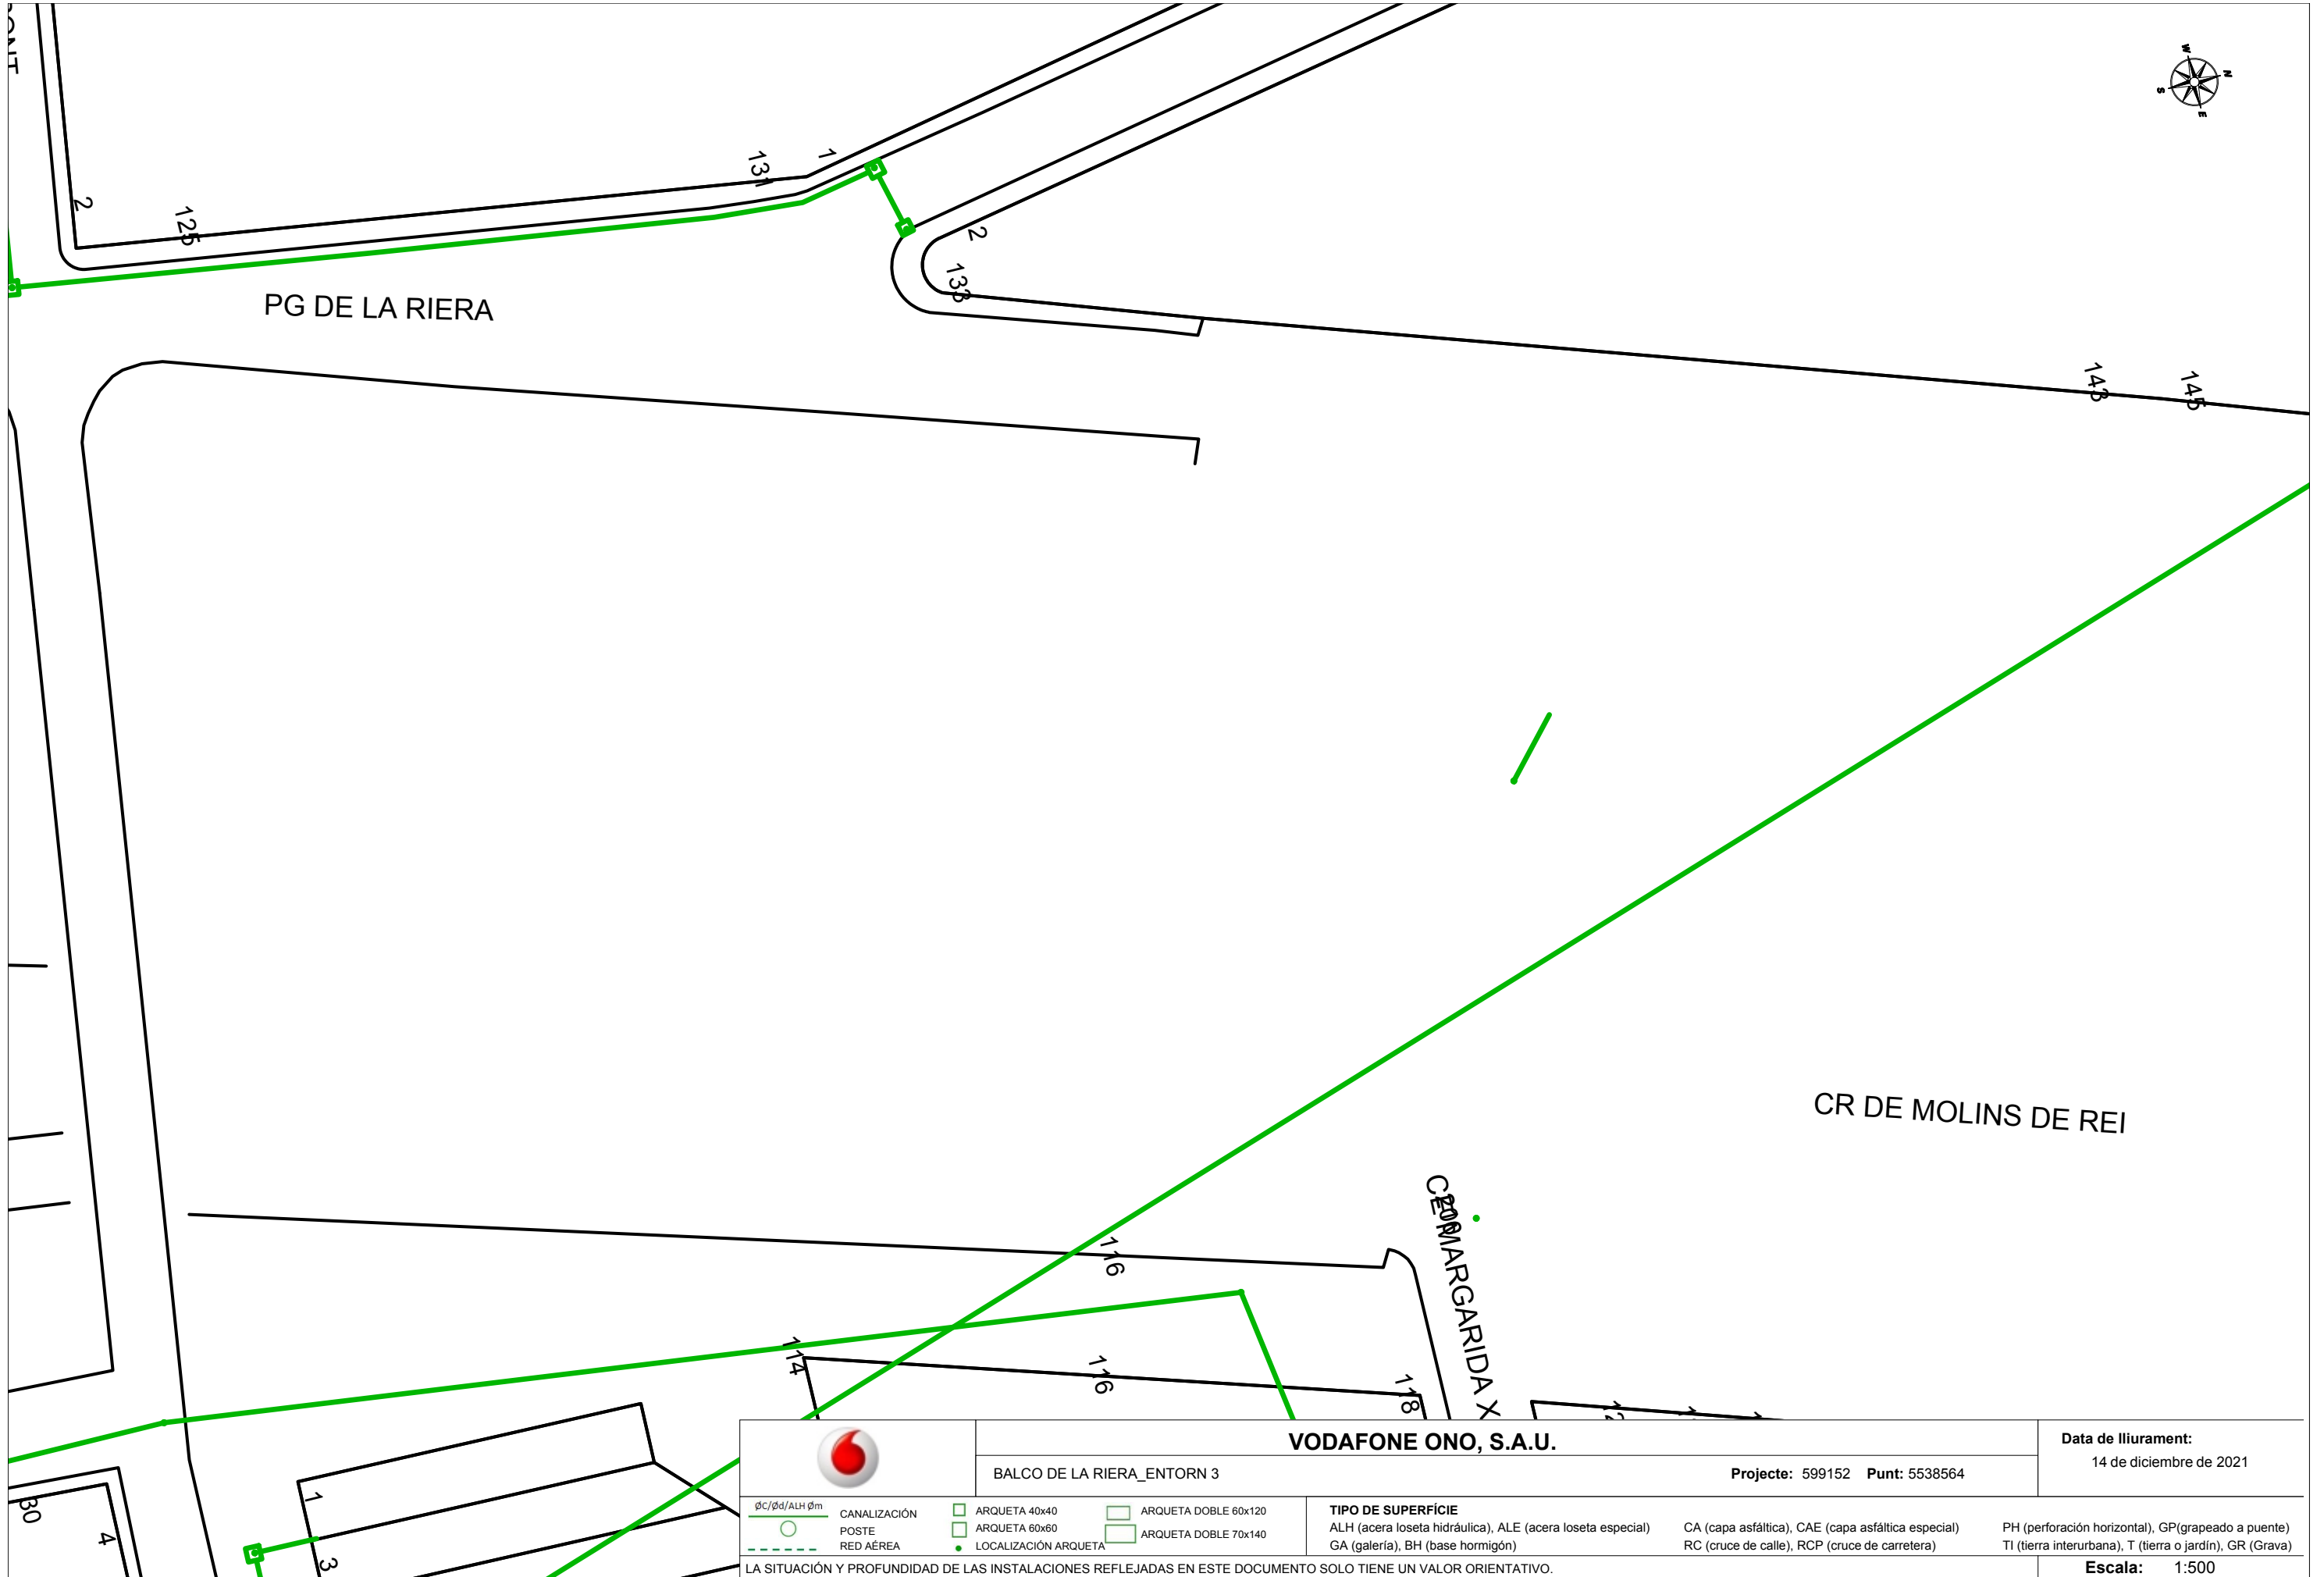 W
N
S
E
131
1
2
125
2
133
PG DE LA RIERA
143
145
CR DE MOLINS DE REI
116
114
116
118
1
3
4
30
VODAFONE ONO, S.A.U.
BALCO DE LA RIERA_ENTORN 3
Projecte: 599152 Punt: 5538564
Data de lliurament:
14 de diciembre de 2021
ØC/Ød/ALH Øm
CANALIZACIÓN
POSTE
RED AÉREA
ARQUETA 40x40
ARQUETA 60x60
LOCALIZACIÓN ARQUETA
ARQUETA DOBLE 60x120
ARQUETA DOBLE 70x140
TIPO DE SUPERFÍCIE
ALH (acera loseta hidráulica), ALE (acera loseta especial)
GA (galería), BH (base hormigón)
CA (capa asfáltica), CAE (capa asfáltica especial)
RC (cruce de calle), RCP (cruce de carretera)
PH (perforación horizontal), GP(grapeado a puente)
TI (tierra interurbana), T (tierra o jardín), GR (Grava)
LA SITUACIÓN Y PROFUNDIDAD DE LAS INSTALACIONES REFLEJADAS EN ESTE DOCUMENTO SOLO TIENE UN VALOR ORIENTATIVO.
Escala: 1:500
MARGARIDA X